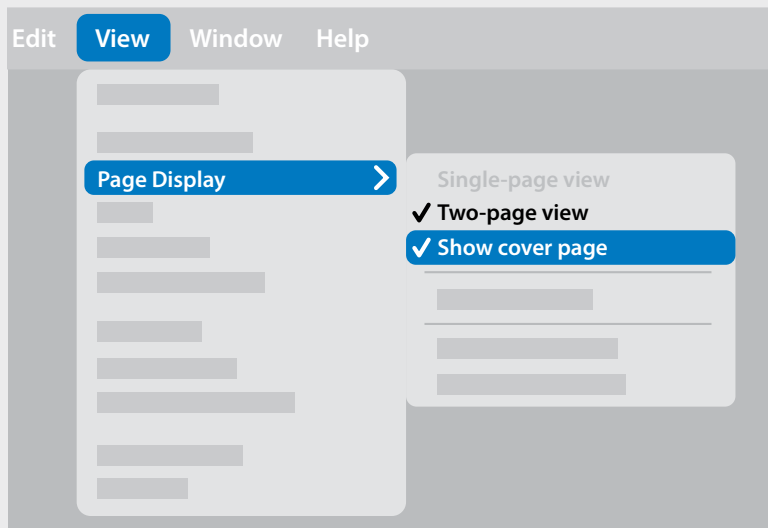 Edit View Window Help
Page Display
Single-page view
Two-page view
Show cover page